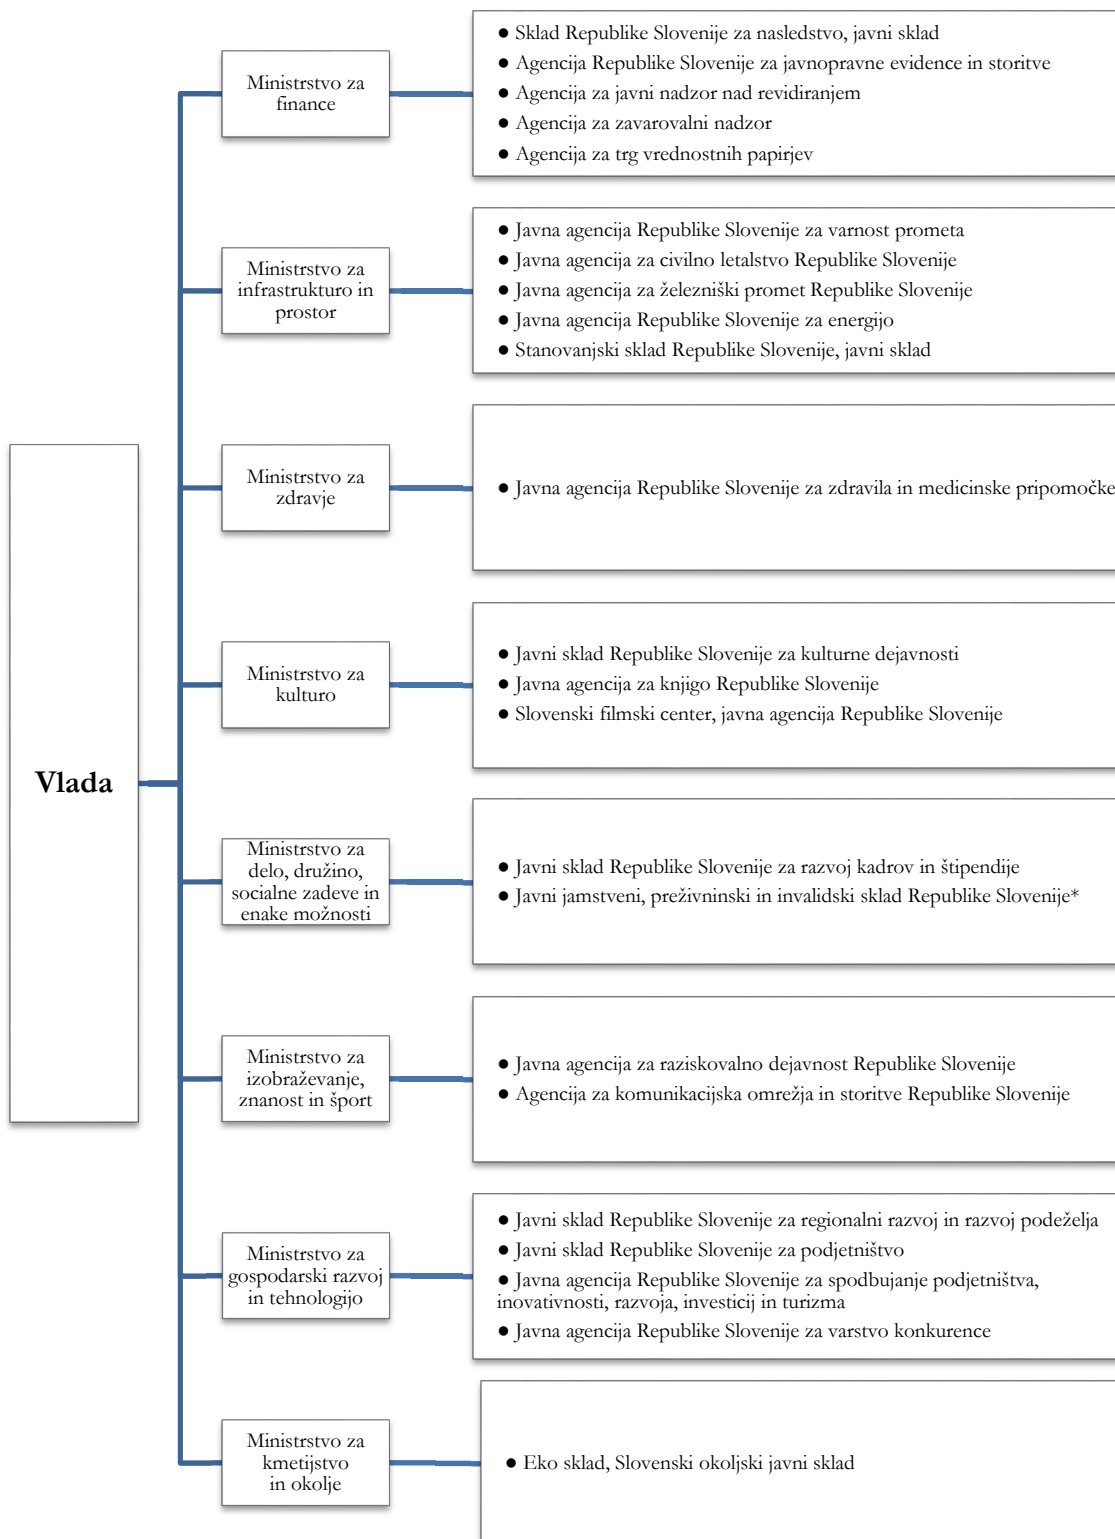 Vlada
Ministrstvo za
finance
● Sklad Republike Slovenije za nasledstvo, javni sklad
● Agencija Republike Slovenije za javnopravne evidence in storitve
● Agencija za javni nadzor nad revidiranjem
● Agencija za zavarovalni nadzor
● Agencija za trg vrednostnih papirjev
Ministrstvo za
infrastrukturo in
prostor
● Javna agencija Republike Slovenije za varnost prometa
● Javna agencija za civilno letalstvo Republike Slovenije
● Javna agencija za železniški promet Republike Slovenije
● Javna agencija Republike Slovenije za energijo
● Stanovanjski sklad Republike Slovenije, javni sklad
Ministrstvo za
zdravje
● Javna agencija Republike Slovenije za zdravila in medicinske pripomočke
Ministrstvo za
kulturo
● Javni sklad Republike Slovenije za kulturne dejavnosti
● Javna agencija za knjigo Republike Slovenije
● Slovenski filmski center, javna agencija Republike Slovenije
Ministrstvo za
delo, družino,
socialne zadeve in
enake možnosti
● Javni sklad Republike Slovenije za razvoj kadrov in štipendije
● Javni jamstveni, preživninski in invalidski sklad Republike Slovenije*
Ministrstvo za
izobraževanje,
znanost in šport
● Javna agencija za raziskovalno dejavnost Republike Slovenije
● Agencija za komunikacijska omrežja in storitve Republike Slovenije
Ministrstvo za
gospodarski razvoj
in tehnologijo
● Javni sklad Republike Slovenije za regionalni razvoj in razvoj podeželja
● Javni sklad Republike Slovenije za podjetništvo
● Javna agencija Republike Slovenije za spodbujanje podjetništva,
inovativnosti, razvoja, investicij in turizma
● Javna agencija Republike Slovenije za varstvo konkurence
Ministrstvo za
kmetijstvo
in okolje
● Eko sklad, Slovenski okoljski javni sklad